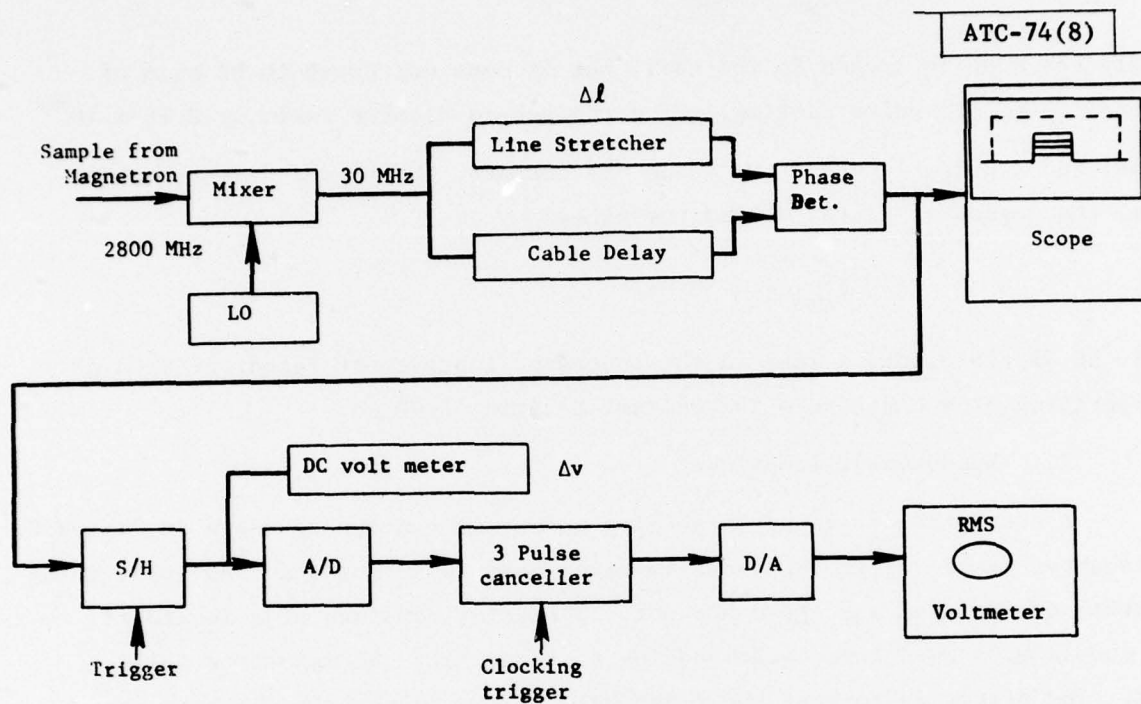 ATC-74(8)
Δℓ
Sample from
Magnetron
Mixer
30 MHz
Line Stretcher
Phase
Det.
2800 MHz
Cable Delay
Scope
LO
DC volt meter
Δv
S/H
A/D
3 Pulse
canceller
D/A
RMS
Voltmeter
Trigger
Clocking
trigger